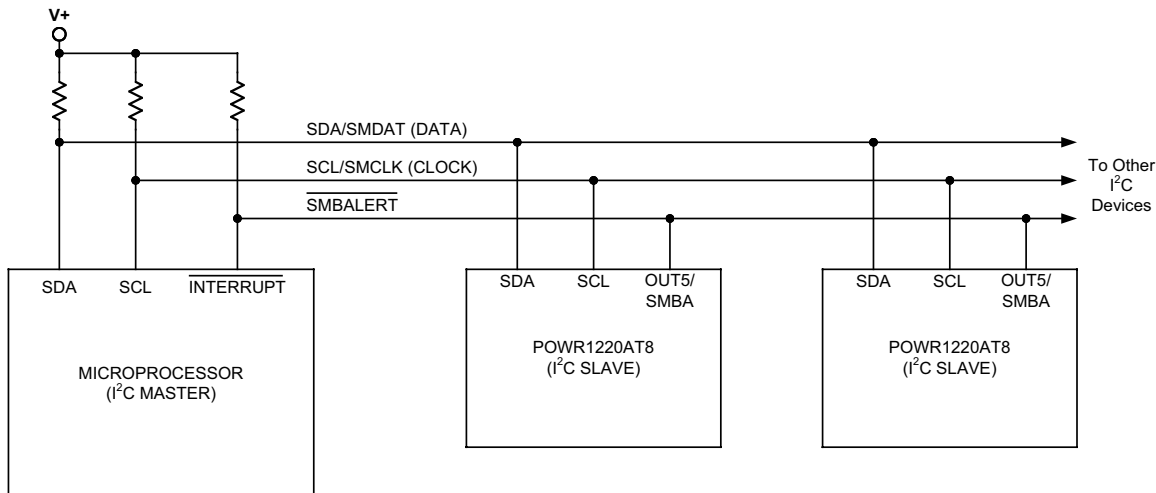 V+
SDA/SMDAT (DATA)
SCL/SMCLK (CLOCK)
SMBALERT
To Other
I²C
Devices
SDA
SCL
INTERRUPT
MICROPROCESSOR
(I²C MASTER)
SDA
SCL
OUT5/
SMBA
POWR1220AT8
(I²C SLAVE)
SDA
SCL
OUT5/
SMBA
POWR1220AT8
(I²C SLAVE)